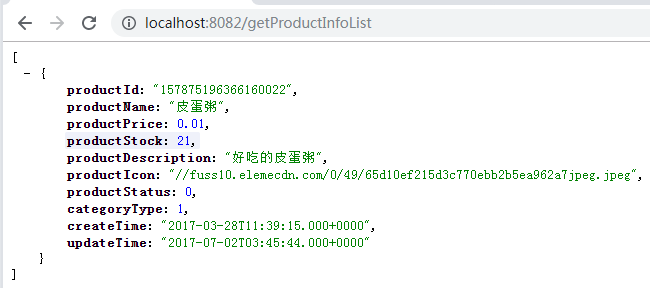 localhost:8082/getProductInfoList
[
- {
productId: "157875196366160022",
productName: "皮蛋粥",
productPrice: 0.01,
productStock: 21,
productDescription: "好吃的皮蛋粥",
productIcon: "//fuss10.elemecdn.com/0/49/65d10ef215d3c770ebb2b5ea962a7jpeg.jpeg",
productStatus: 0,
categoryType: 1,
createTime: "2017-03-28T11:39:15.000+0000",
updateTime: "2017-07-02T03:45:44.000+0000"
}
]